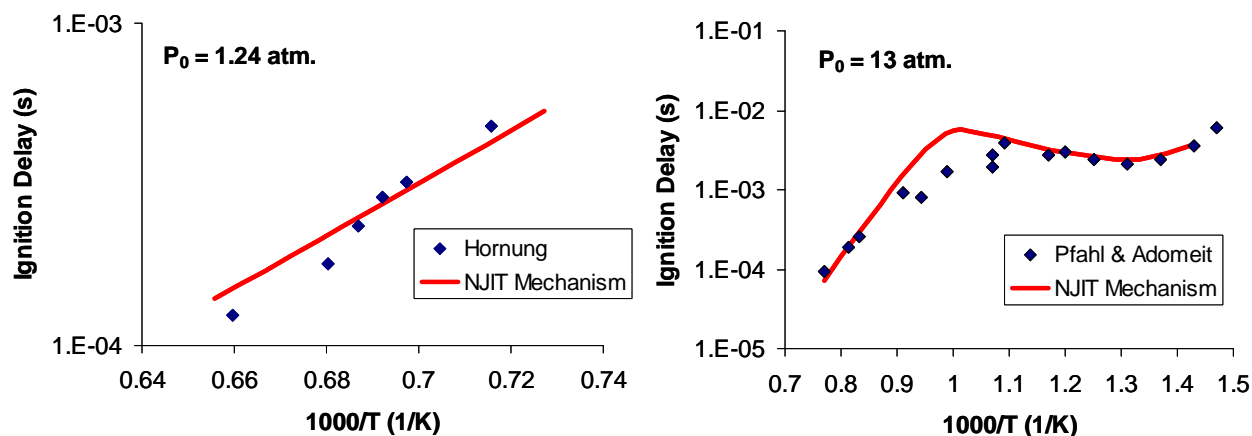 1.E-03
P0 = 1.24 atm.
Ignition Delay (s)
Hornung
NJIT Mechanism
1.E-04
0.64 0.66 0.68 0.7 0.72 0.74
1000/T (1/K)
1.E-01
P0 = 13 atm.
1.E-02
Ignition Delay (s)
1.E-03
Pfahl & Adomeit
1.E-04
NJIT Mechanism
1.E-05
0.7 0.8 0.9 1 1.1 1.2 1.3 1.4 1.5
1000/T (1/K)